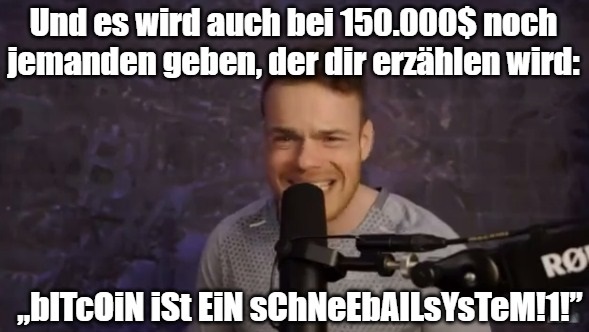 Und es wird auch bei 150.000$ noch
jemanden geben, der dir erzählen wird:
RØ
„bITcOiN iSt EiN sChNeEbAlLsYsTeM!1!”